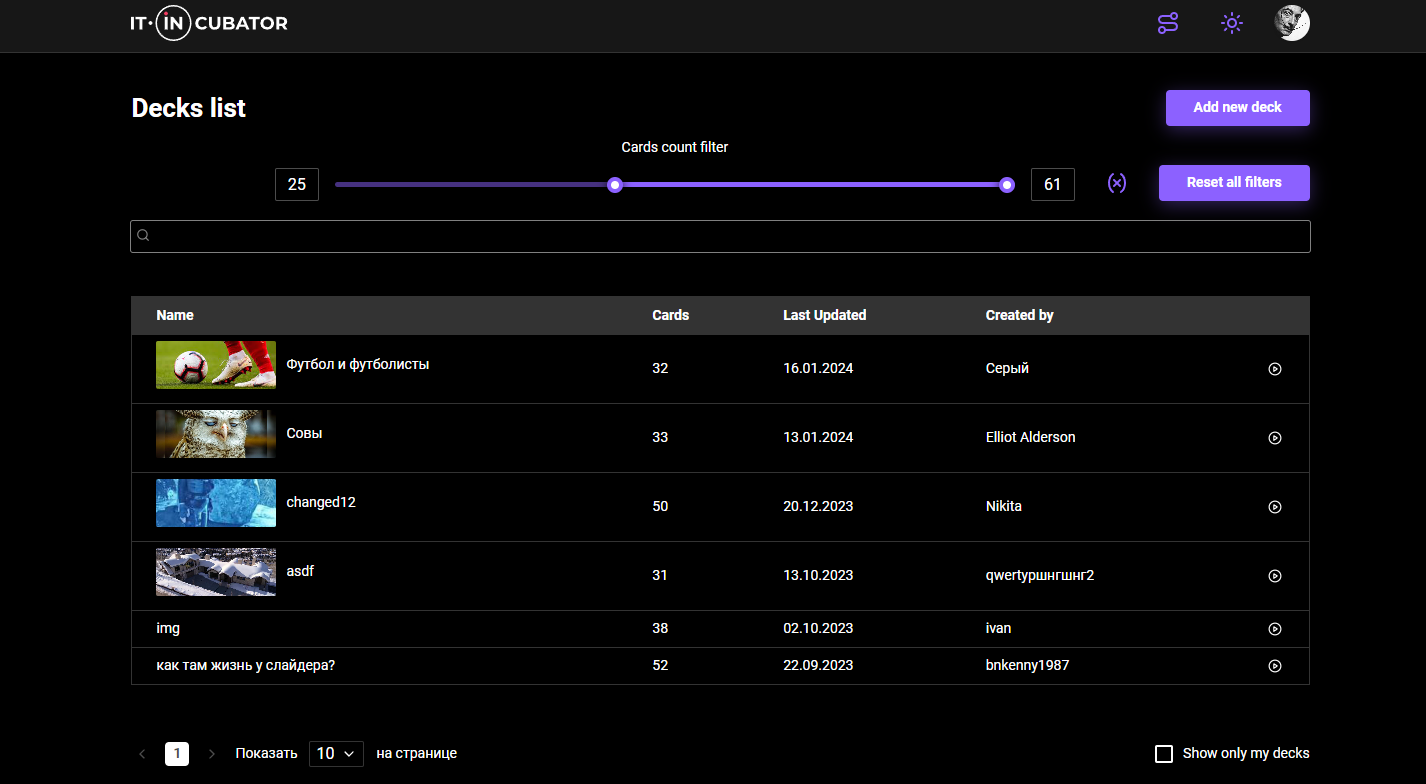 IT·INCUBATOR
Decks list
Add new deck
Cards count filter
25
61
Reset all filters
Name Cards Last Updated Created by
Футбол и футболисты 32 16.01.2024 Серый
Совы 33 13.01.2024 Elliot Alderson
changed12 50 20.12.2023 Nikita
asdf 31 13.10.2023 qwertyршнгшнг2
img 38 02.10.2023 ivan
как там жизнь у слайдера? 52 22.09.2023 bnkenny1987
1 Показать 10 на странице Show only my decks